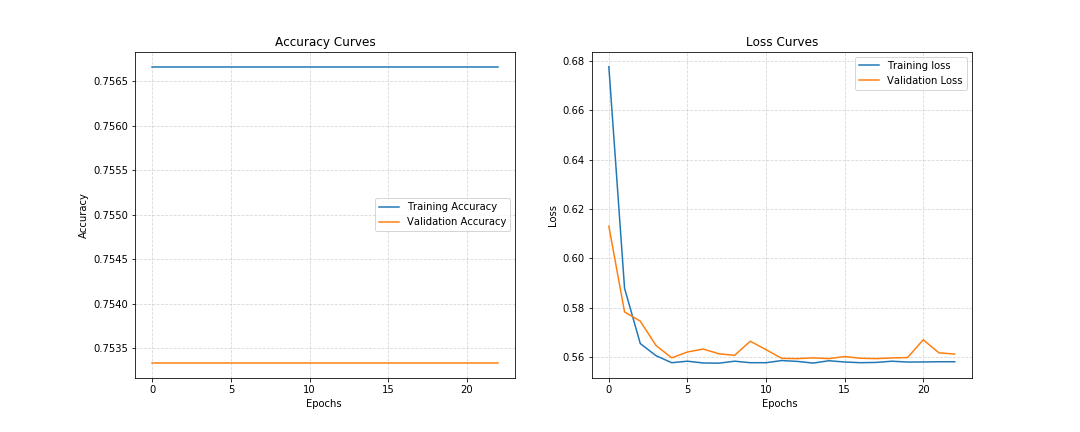 Accuracy Curves
0.7565
0.7560
0.7555
0.7550
0.7545
0.7540
0.7535
Accuracy
Training Accuracy
Validation Accuracy
0 5 10 15 20
Epochs
Loss Curves
0.68
0.66
0.64
0.62
0.60
0.58
0.56
Loss
Training loss
Validation Loss
0 5 10 15 20
Epochs